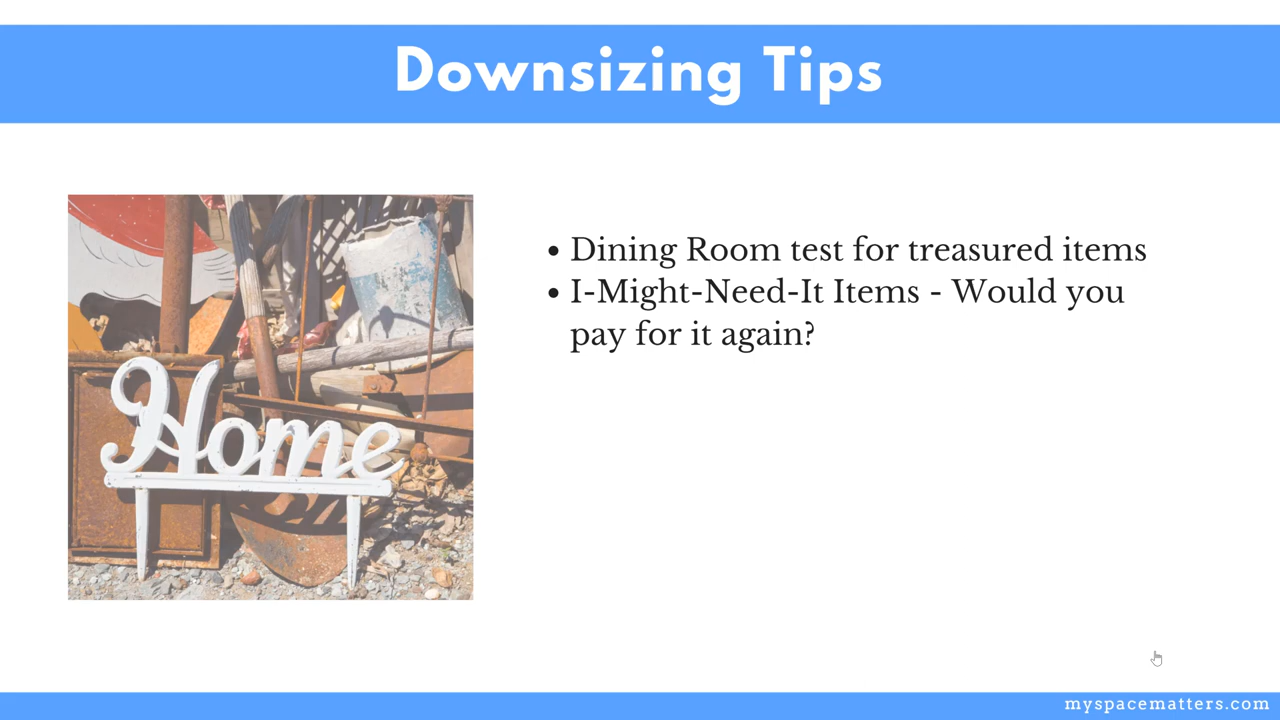 Downsizing Tips
• Dining Room test for treasured items
• I-Might-Need-It Items - Would you
pay for it again?
Home
myspacematters.com